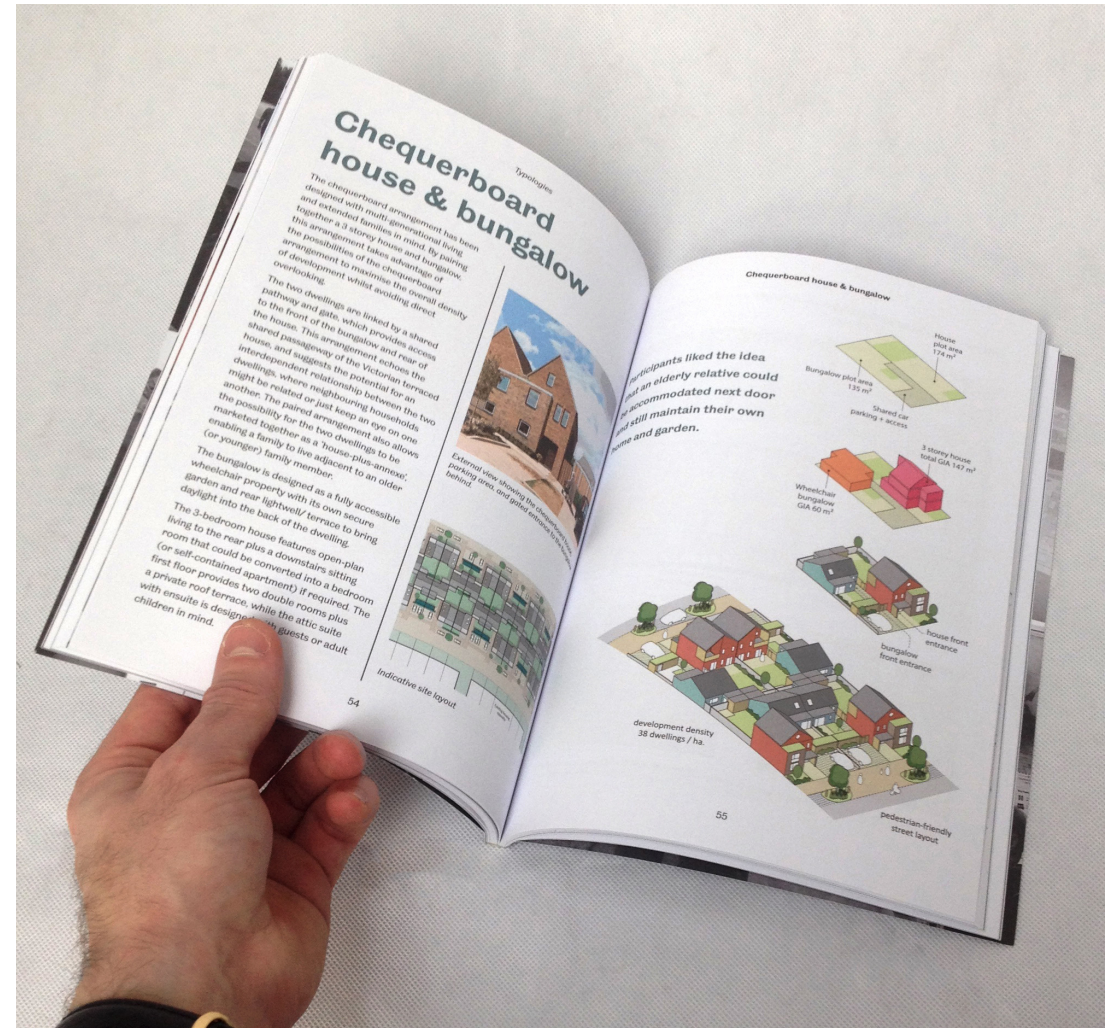 Typologies
Chequerboard
house & bungalow
The chequerboard arrangement has been
designed with multi-generational living
and extended families in mind. By pairing
together a 3 storey house and bungalow,
this arrangement takes advantage of
the possibilities of the chequerboard
arrangement to maximise the overall density
of development whilst avoiding direct
overlooking.
The two dwellings are linked by a shared
pathway and gate, which provides access
to the front of the bungalow and rear of
the house. This arrangement echoes the
shared passageway of the Victorian terraced
house, and suggests the potential for an
interdependent relationship between the two
dwellings, where neighbouring households
might be related or just keep an eye on one
another. The paired arrangement also allows
the possibility for the two dwellings to be
marketed together as a 'house-plus-annexe',
enabling a family to live adjacent to an older
(or younger) family member.
The bungalow is designed as a fully accessible
wheelchair property with its own secure
garden and rear lightwell/ terrace to bring
daylight into the back of the dwelling.
The 3-bedroom house features open-plan
living to the rear plus a downstairs sitting
room that could be converted into a bedroom
(or self-contained apartment) if required. The
first floor provides two double rooms plus
a private roof terrace, while the attic suite
with ensuite is designed with guests or adult
children in mind.
External view showing the chequerboard house
parking area, and gated entrance to the bungalow
behind.
Indicative site layout
54
Chequerboard house & bungalow
Participants liked the idea
that an elderly relative could
be accommodated next door
and still maintain their own
home and garden.
House
plot area
174 m²
Bungalow plot area
135 m²
Shared car
parking + access
3 storey house
total GIA 147 m²
Wheelchair
bungalow
GIA 60 m²
house front
entrance
bungalow
front entrance
development density
38 dwellings / ha.
pedestrian-friendly
street layout
55